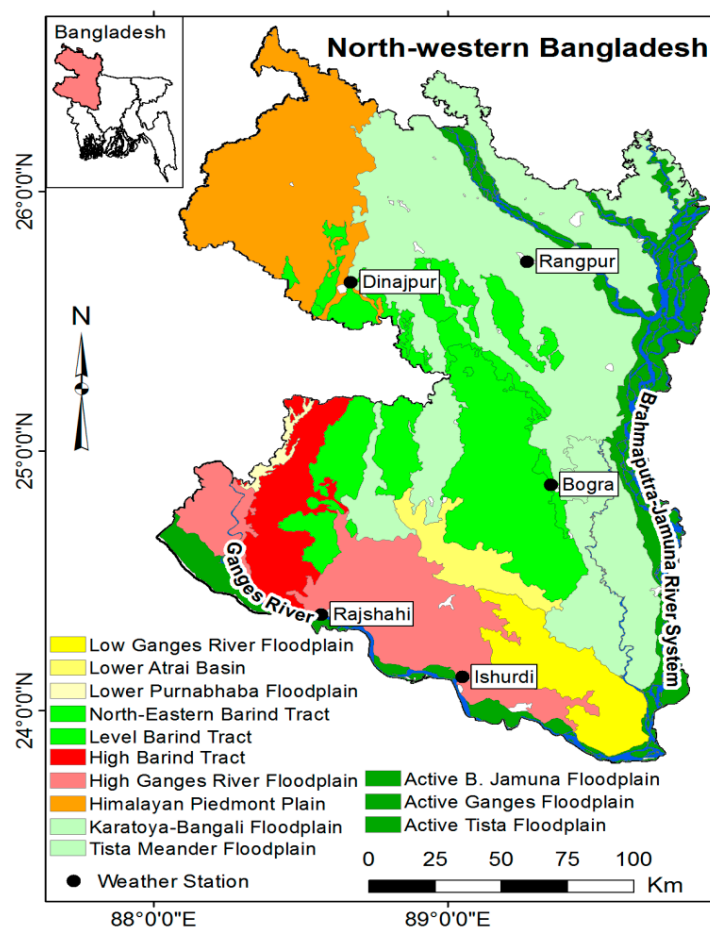 Bangladesh
North-western Bangladesh
26°0'0"N
25°0'0"N
24°0'0"N
N
Rangpur
Dinajpur
Bogra
Brahmaputra-Jamuna River System
Ganges River
Rajshahi
Ishurdi
Low Ganges River Floodplain
Lower Atrai Basin
Lower Purnabhaba Floodplain
North-Eastern Barind Tract
Level Barind Tract
High Barind Tract
High Ganges River Floodplain
Himalayan Piedmont Plain
Karatoya-Bangali Floodplain
Tista Meander Floodplain
Weather Station
Active B. Jamuna Floodplain
Active Ganges Floodplain
Active Tista Floodplain
0 25 50 75 100
Km
88°0'0"E
89°0'0"E